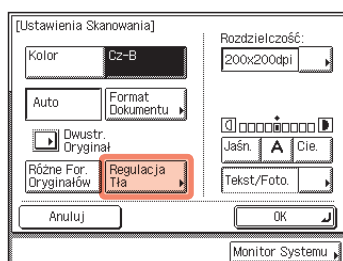 [Ustawienia Skanowania]
Rozdzielczość:
Kolor
Cz-B
200x200dpi
Auto
Format
Dokumentu
Dwustr.
Oryginał
Jaśn.
A
Cie.
Różne For.
Oryginałów
Regulacja
Tła
Tekst/Foto.
Anuluj
OK
Monitor Systemu